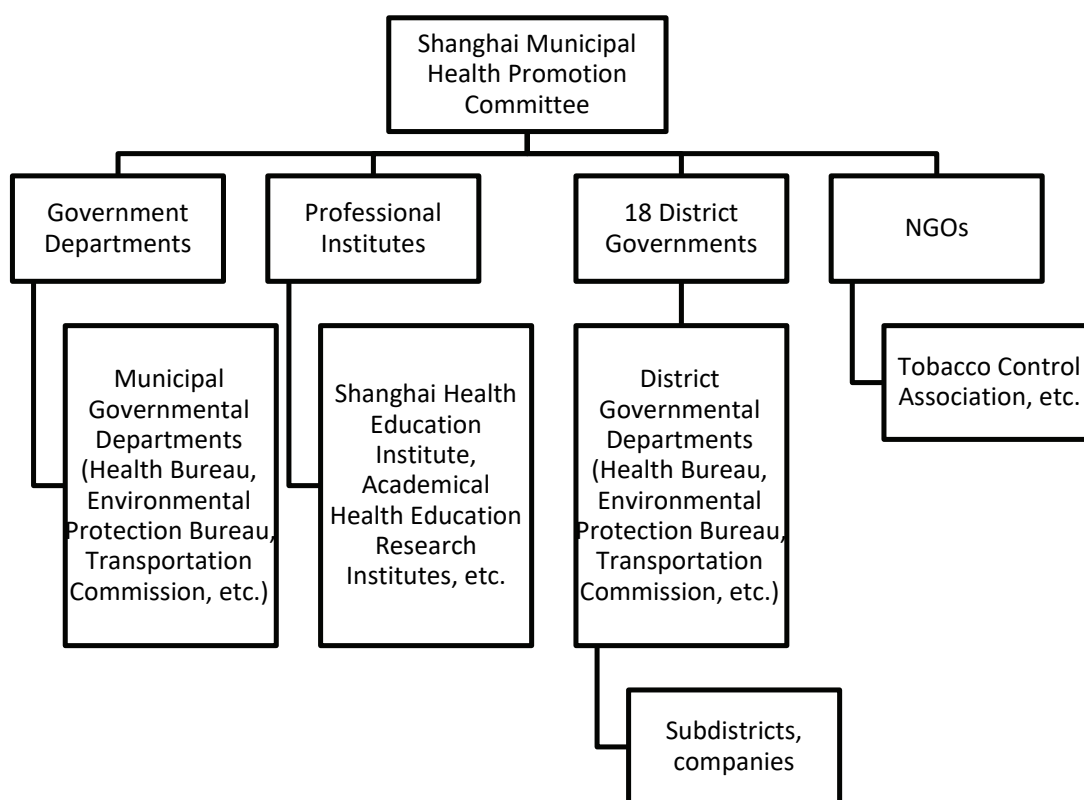 Shanghai Municipal
Health Promotion
Committee
Government
Departments
Professional
Institutes
18 District
Governments
NGOs
Municipal
Governmental
Departments
(Health Bureau,
Environmental
Protection Bureau,
Transportation
Commission, etc.)
Shanghai Health
Education
Institute,
Academical
Health Education
Research
Institutes, etc.
District
Governmental
Departments
(Health Bureau,
Environmental
Protection Bureau,
Transportation
Commission, etc.)
Tobacco Control
Association, etc.
Subdistricts,
companies